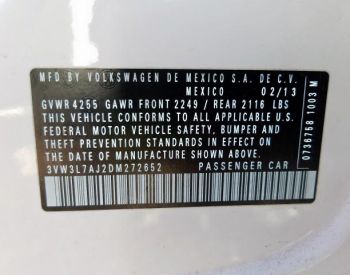 MFD BY VOLKSWAGEN DE MEXICO S.A. DE C.V.
MEXICO 02/13
GVWR 4255 GAWR FRONT 2249 / REAR 2116 LBS
THIS VEHICLE CONFORMS TO ALL APPLICABLE U.S.
FEDERAL MOTOR VEHICLE SAFETY, BUMPER AND
THEFT PREVENTION STANDARDS IN EFFECT ON THE
DATE OF MANUFACTURE SHOWN ABOVE.
3VW3L7AJ2DM272652 PASSENGER CAR
0736758 1003 M